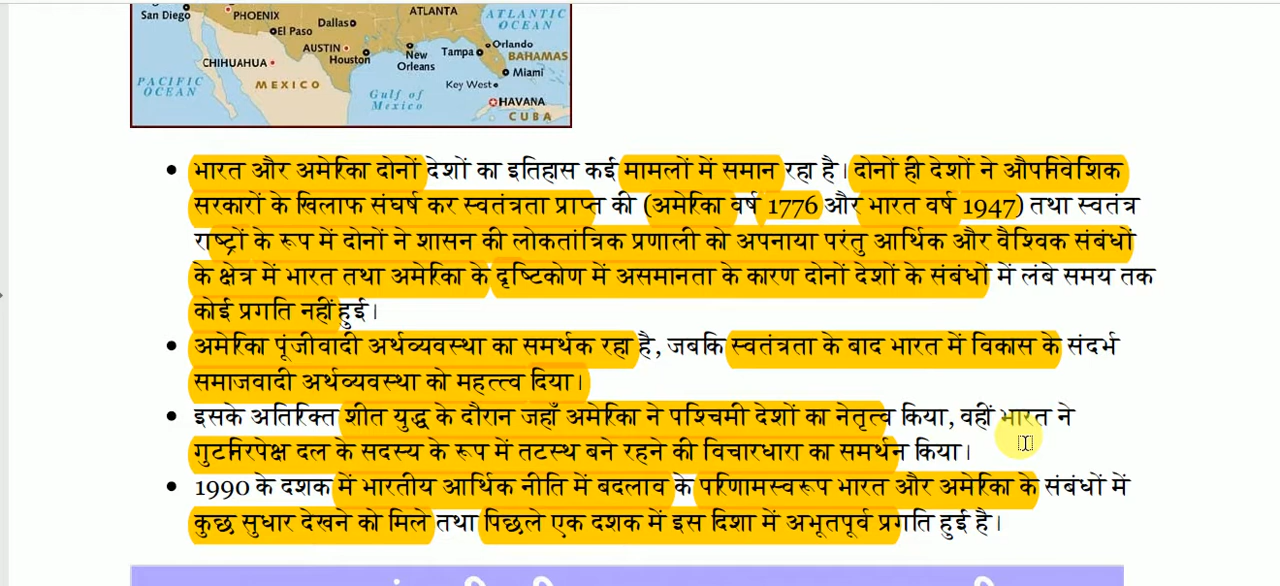 San Diego
PHOENIX
El Paso
Dallas
ATLANTA
ATLANTIC
OCEAN
AUSTIN
Houston
New
Orleans
Tampa
Orlando
BAHAMAS
Miami
CHIHUAHUA
MEXICO
PACIFIC
OCEAN
Gulf of
Mexico
Key West
HAVANA
CUBA
भारत और अमेरिका दोनों देशों का इतिहास कई मामलों में समान रहा है। दोनों ही देशों ने औपनिवेशिक
सरकारों के खिलाफ संघर्ष कर स्वतंत्रता प्राप्त की (अमेरिका वर्ष 1776 और भारत वर्ष 1947) तथा स्वतंत्र
राष्ट्रों के रूप में दोनों ने शासन की लोकतांत्रिक प्रणाली को अपनाया परंतु आर्थिक और वैश्विक संबंधों
के क्षेत्र में भारत तथा अमेरिका के दृष्टिकोण में असमानता के कारण दोनों देशों के संबंधों में लंबे समय तक
कोई प्रगति नहीं हुई।
अमेरिका पूंजीवादी अर्थव्यवस्था का समर्थक रहा है, जबकि स्वतंत्रता के बाद भारत में विकास के संदर्भ
समाजवादी अर्थव्यवस्था को महत्त्व दिया।
इसके अतिरिक्त शीत युद्ध के दौरान जहाँ अमेरिका ने पश्चिमी देशों का नेतृत्व किया, वहीं भारत ने
गुटनिरपेक्ष दल के सदस्य के रूप में तटस्थ बने रहने की विचारधारा का समर्थन किया।
1990 के दशक में भारतीय आर्थिक नीति में बदलाव के परिणामस्वरूप भारत और अमेरिका के संबंधों में
कुछ सुधार देखने को मिले तथा पिछले एक दशक में इस दिशा में अभूतपूर्व प्रगति हुई है।